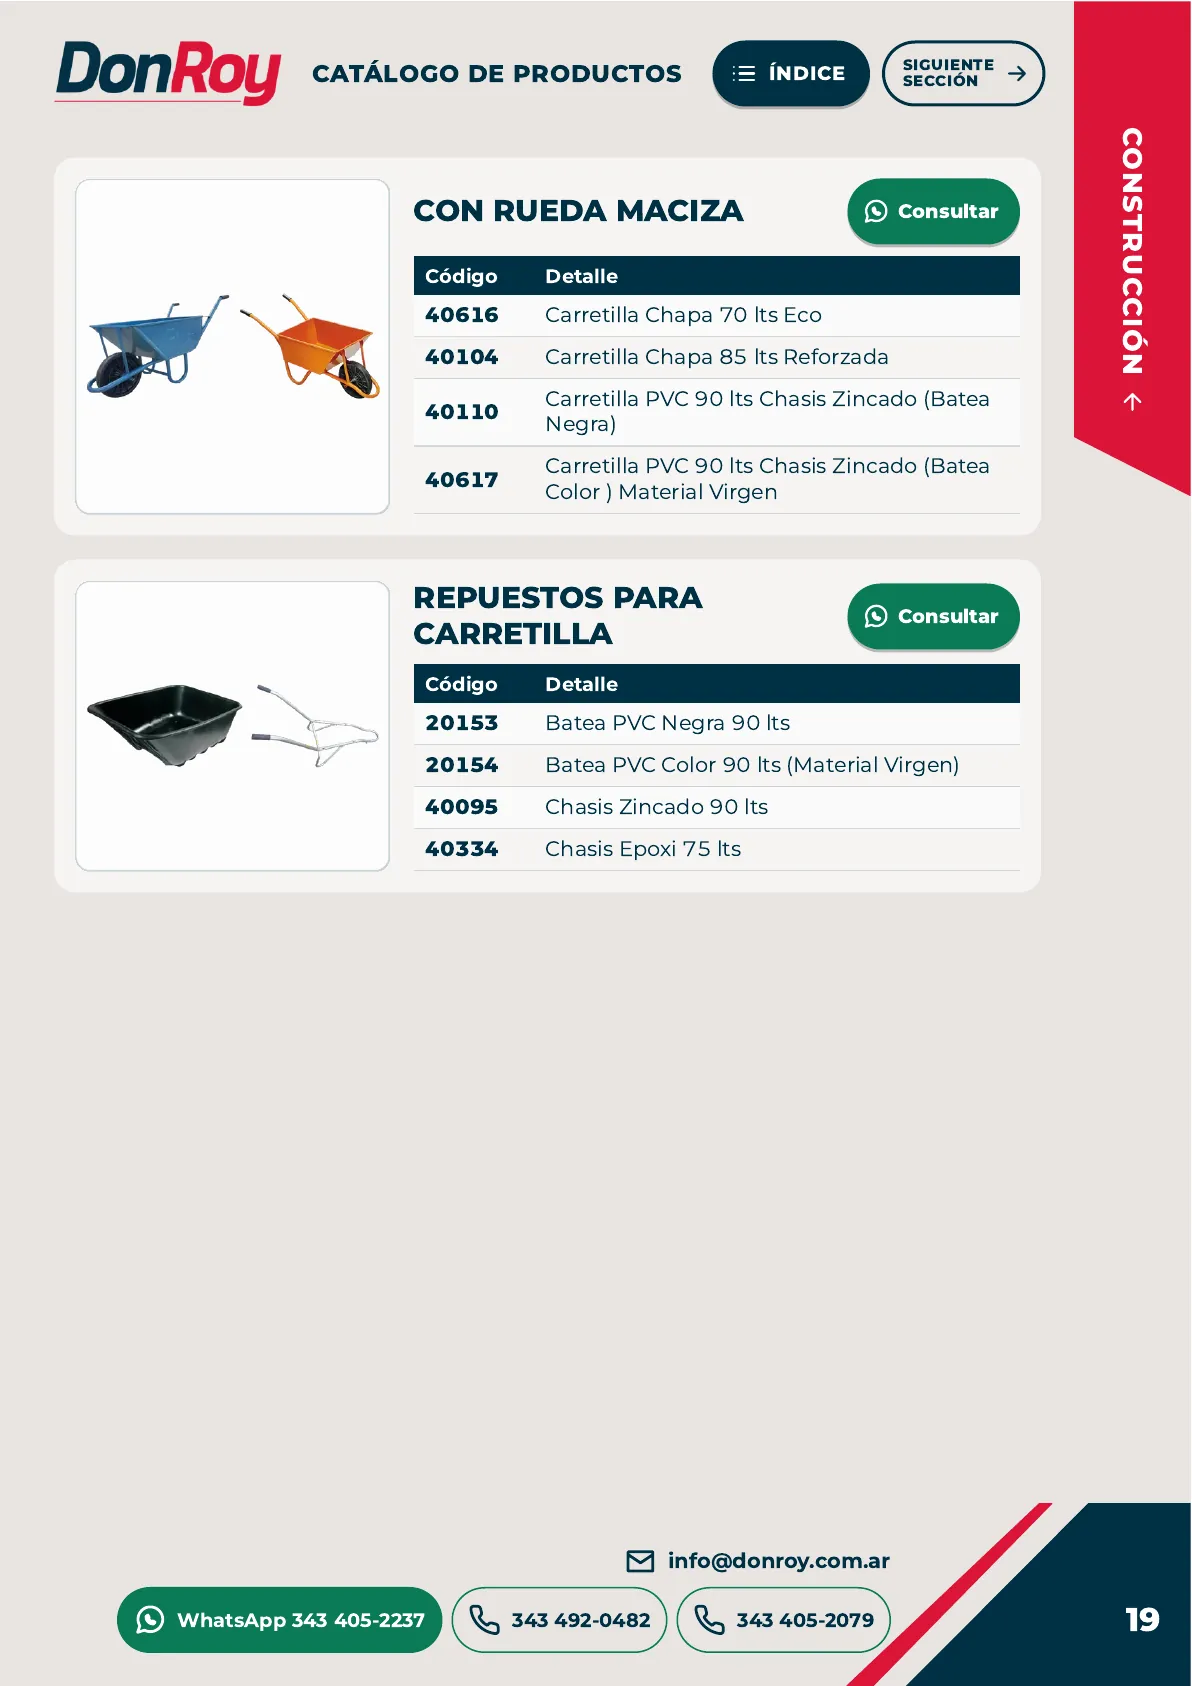 DonRoy
CATÁLOGO DE PRODUCTOS
ÍNDICE
SIGUIENTE
SECCIÓN
CONSTRUCCIÓN
CON RUEDA MACIZA
Consultar
Código Detalle
40616 Carretilla Chapa 70 lts Eco
40104 Carretilla Chapa 85 lts Reforzada
40110 Carretilla PVC 90 lts Chasis Zincado (Batea
Negra)
40617 Carretilla PVC 90 lts Chasis Zincado (Batea
Color ) Material Virgen
REPUESTOS PARA
CARRETILLA
Consultar
Código Detalle
20153 Batea PVC Negra 90 lts
20154 Batea PVC Color 90 lts (Material Virgen)
40095 Chasis Zincado 90 lts
40334 Chasis Epoxi 75 lts
info@donroy.com.ar
WhatsApp 343 405-2237
343 492-0482
343 405-2079
19